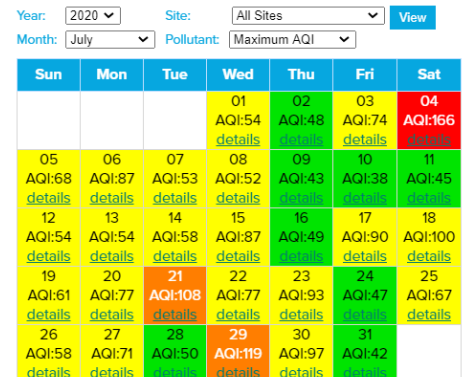 Year: 2020 Site: All Sites View
Month: July Pollutant: Maximum AQI
Sun Mon Tue Wed Thu Fri Sat
01 02 03 04
AQI:54 AQI:48 AQI:74 AQI:166
details details details details
05 06 07 08 09 10 11
AQI:68 AQI:87 AQI:53 AQI:52 AQI:43 AQI:38 AQI:45
details details details details details details details
12 13 14 15 16 17 18
AQI:54 AQI:54 AQI:58 AQI:87 AQI:49 AQI:90 AQI:100
details details details details details details details
19 20 21 22 23 24 25
AQI:61 AQI:77 AQI:108 AQI:77 AQI:93 AQI:47 AQI:67
details details details details details details details
26 27 28 29 30 31
AQI:58 AQI:71 AQI:50 AQI:119 AQI:97 AQI:42
details details details details details details